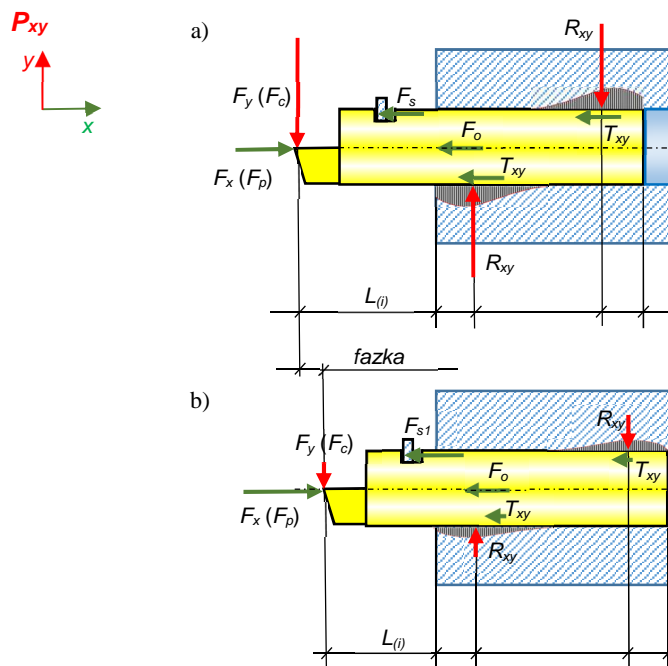 Pxy
y
x
a)
Rxy
Fy (Fc)
Fs
Fo
Txy
Txy
Fx (Fp)
Rxy
L(i)
fazka
b)
Fs1
Rxy
Fy (Fc)
Fo
Txy
Fx (Fp)
Txy
Rxy
L(i)